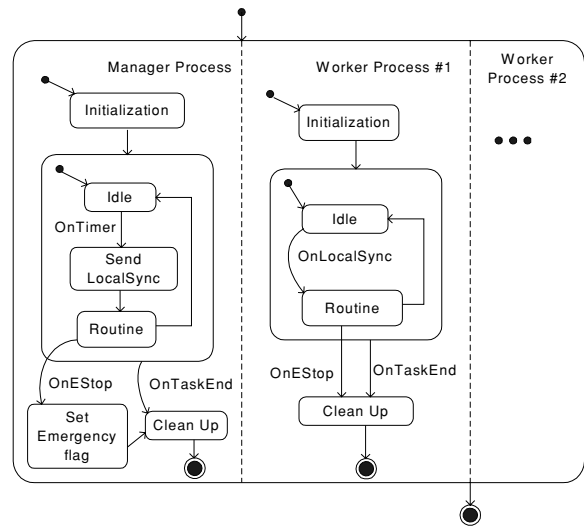 Manager Process
Initialization
Idle
OnTimer
Send
LocalSync
Routine
OnEStop
OnTaskEnd
Set
Emergency
flag
Clean Up
Worker Process #1
Initialization
Idle
OnLocalSync
Routine
OnEStop
OnTaskEnd
Clean Up
Worker
Process #2